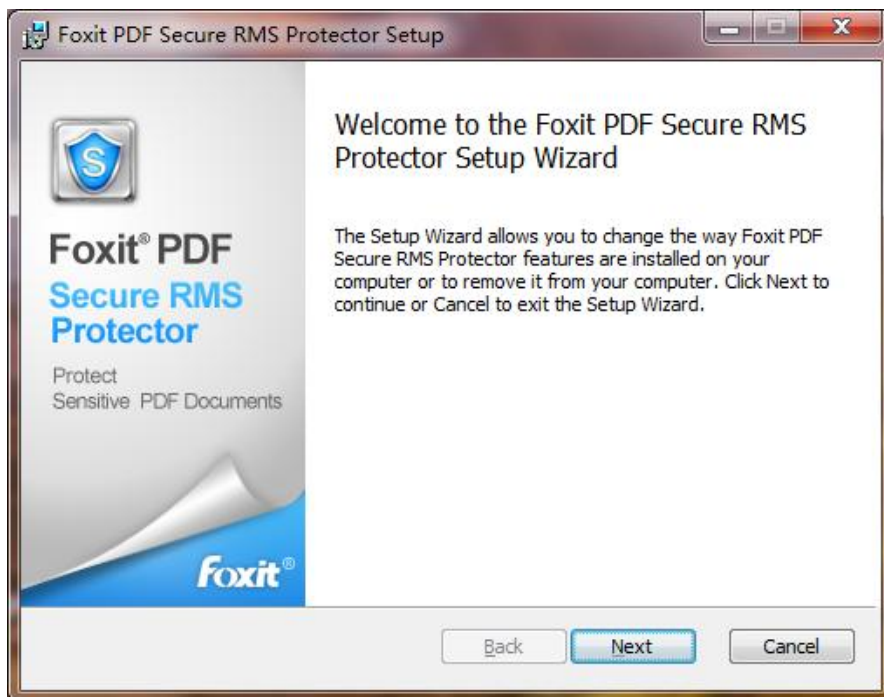 Foxit PDF Secure RMS Protector Setup
X
S
Foxit® PDF
Secure RMS
Protector
Protect
Sensitive PDF Documents
foxit®
Welcome to the Foxit PDF Secure RMS
Protector Setup Wizard
The Setup Wizard allows you to change the way Foxit PDF
Secure RMS Protector features are installed on your
computer or to remove it from your computer. Click Next to
continue or Cancel to exit the Setup Wizard.
Back
Next
Cancel